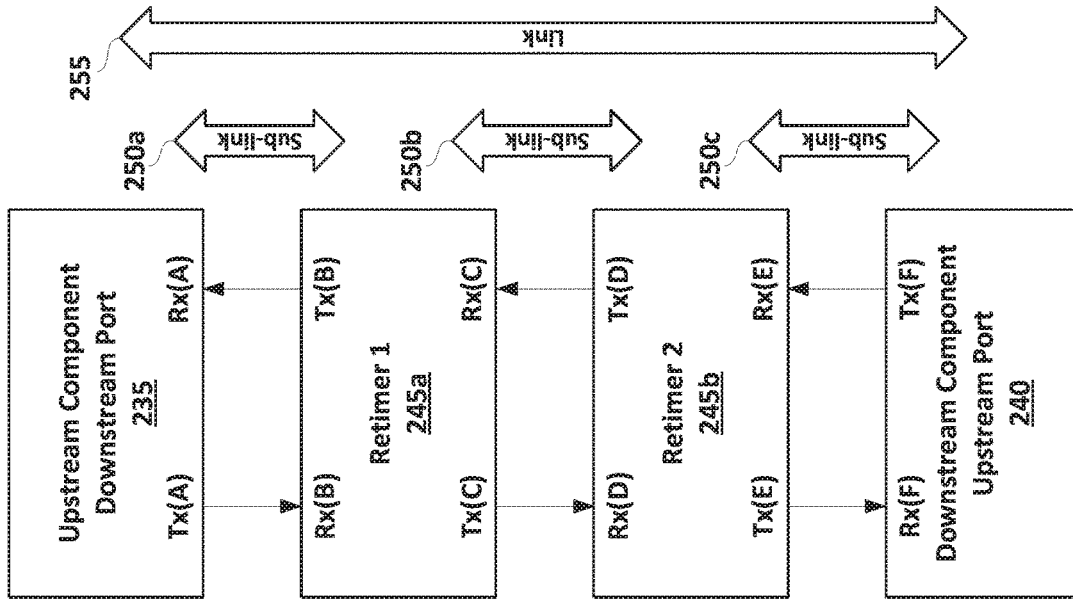 Upstream Component
Downstream Port
235
Tx(A) Rx(A)
Rx(B) Tx(B)
Retimer 1
245a
Tx(C) Rx(C)
Rx(D) Tx(D)
Retimer 2
245b
Tx(E) Rx(E)
Rx(F) Tx(F)
Downstream Component
Upstream Port
240
250a
Sub-link
250b
Sub-link
250c
Sub-link
255
Link